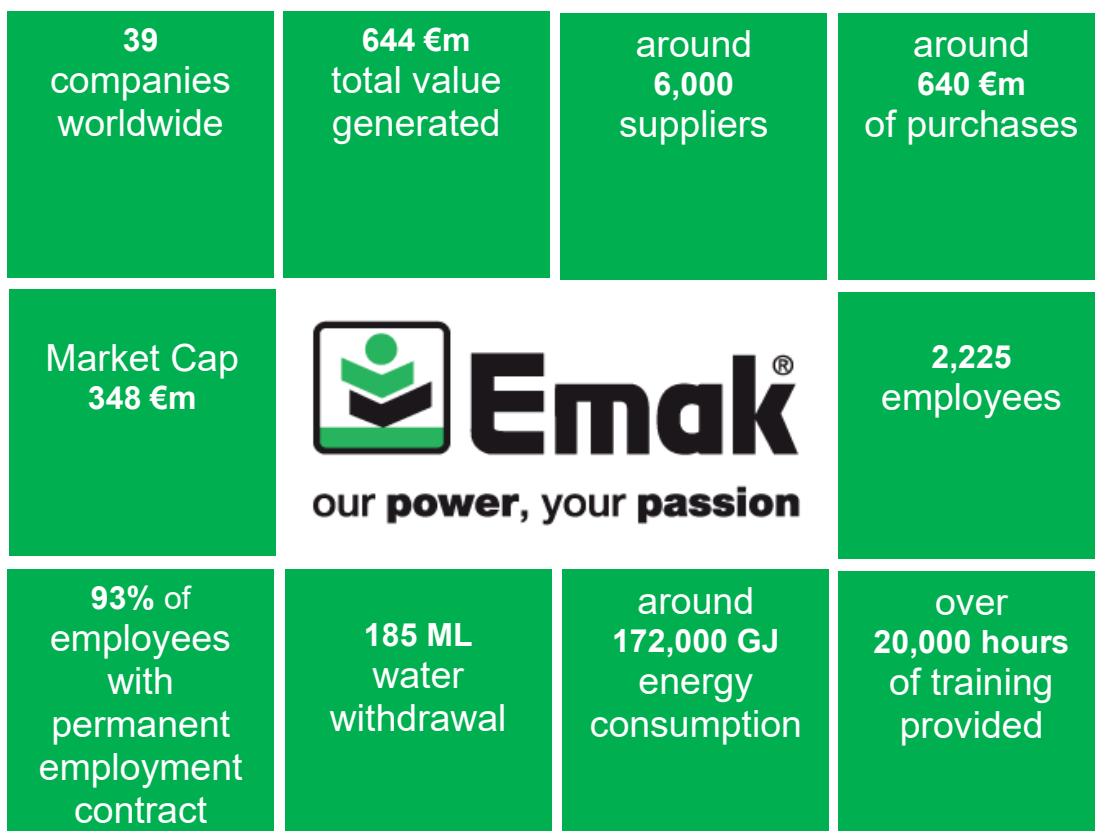 39
companies
worldwide
644 €m
total value
generated
around
6,000
suppliers
around
640 €m
of purchases
Market Cap
348 €m
Emak®
our power, your passion
2,225
employees
93% of
employees
with
permanent
employment
contract
185 ML
water
withdrawal
around
172,000 GJ
energy
consumption
over
20,000 hours
of training
provided